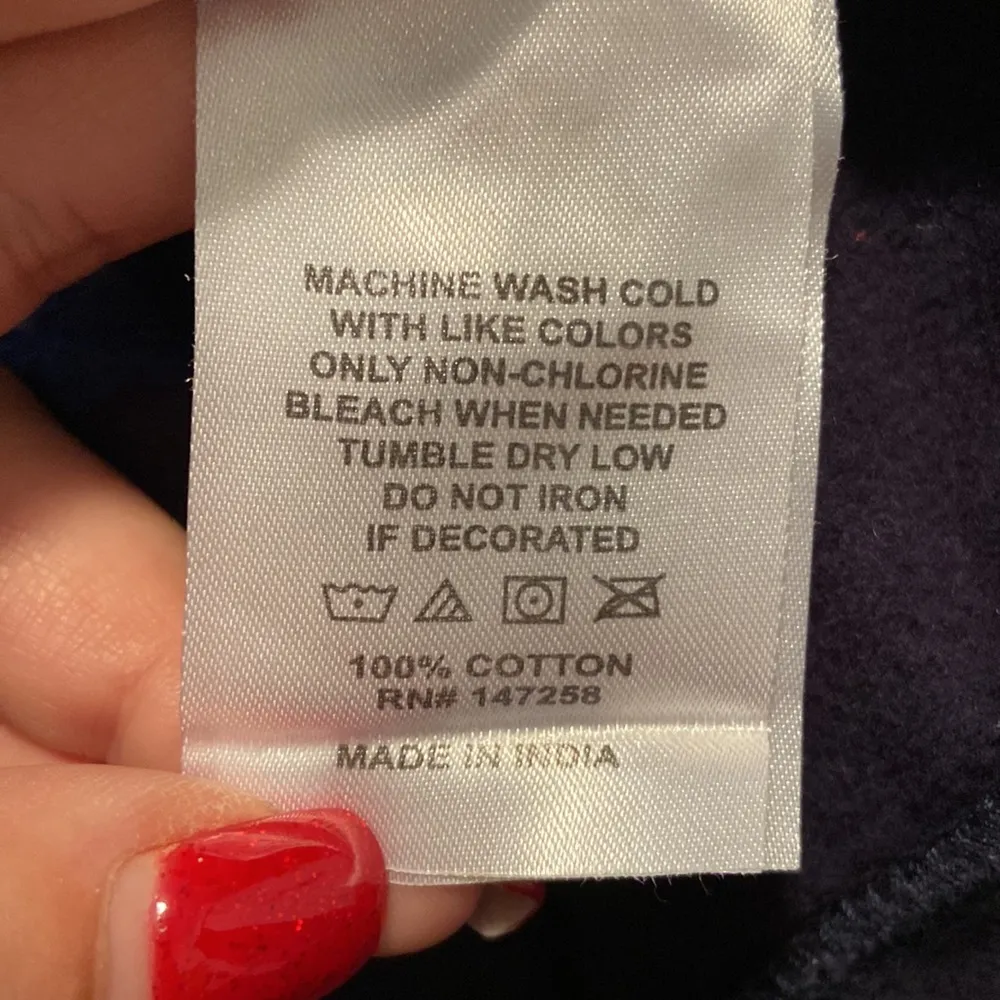 MACHINE WASH COLD
WITH LIKE COLORS
ONLY NON-CHLORINE
BLEACH WHEN NEEDED
TUMBLE DRY LOW
DO NOT IRON
IF DECORATED
100% COTTON
RN# 147258
MADE IN INDIA